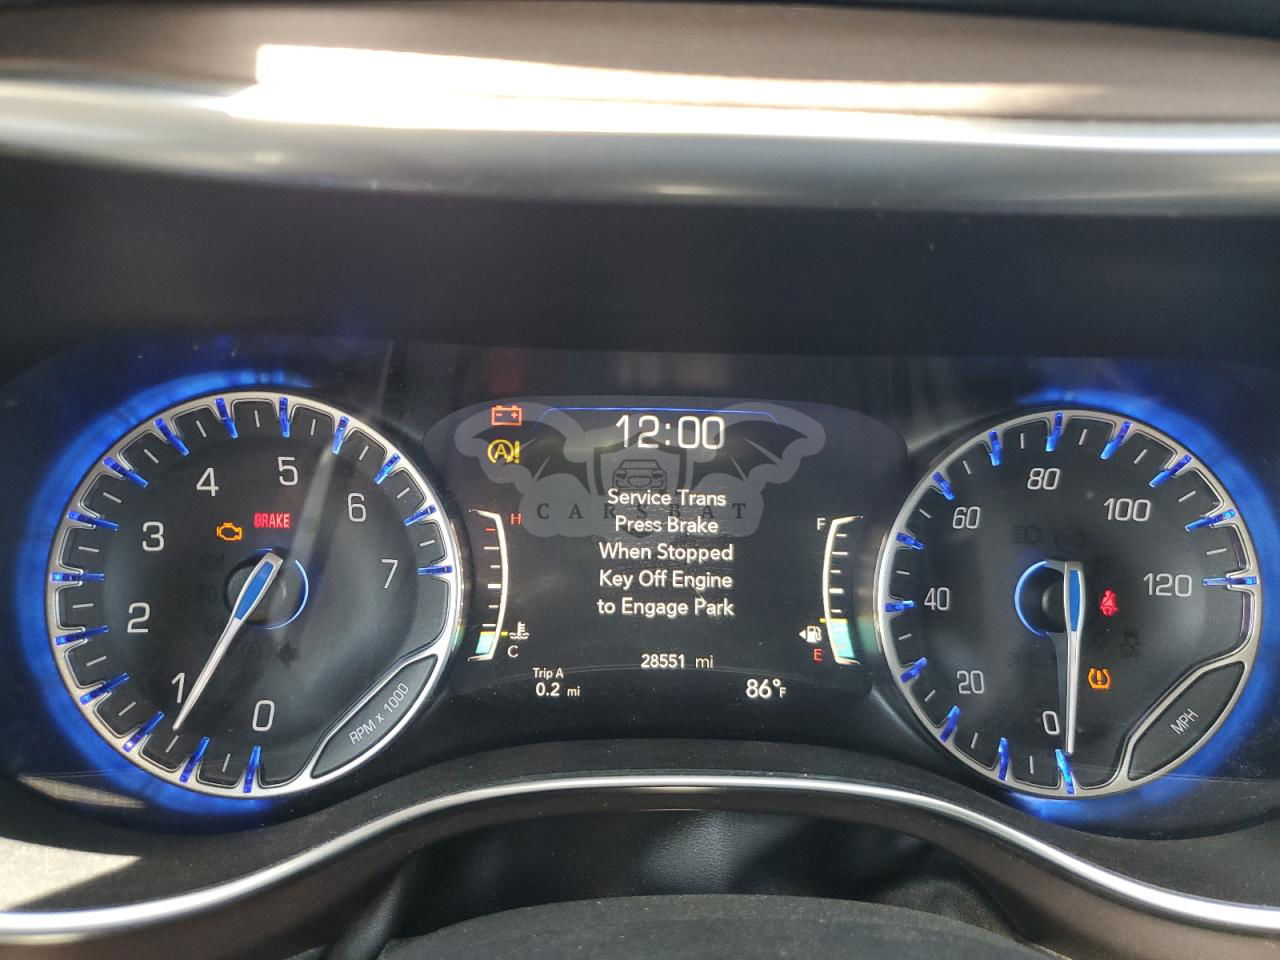 12:00
Service Trans
Press Brake
When Stopped
Key Off Engine
to Engage Park
CARSBAT
28551 mi
Trip A
0.2 mi
86°F
H
C
F
E
A!
BRAKE
0
1
2
3
4
5
6
7
RPM x 1000
0
20
40
60
80
100
120
MPH